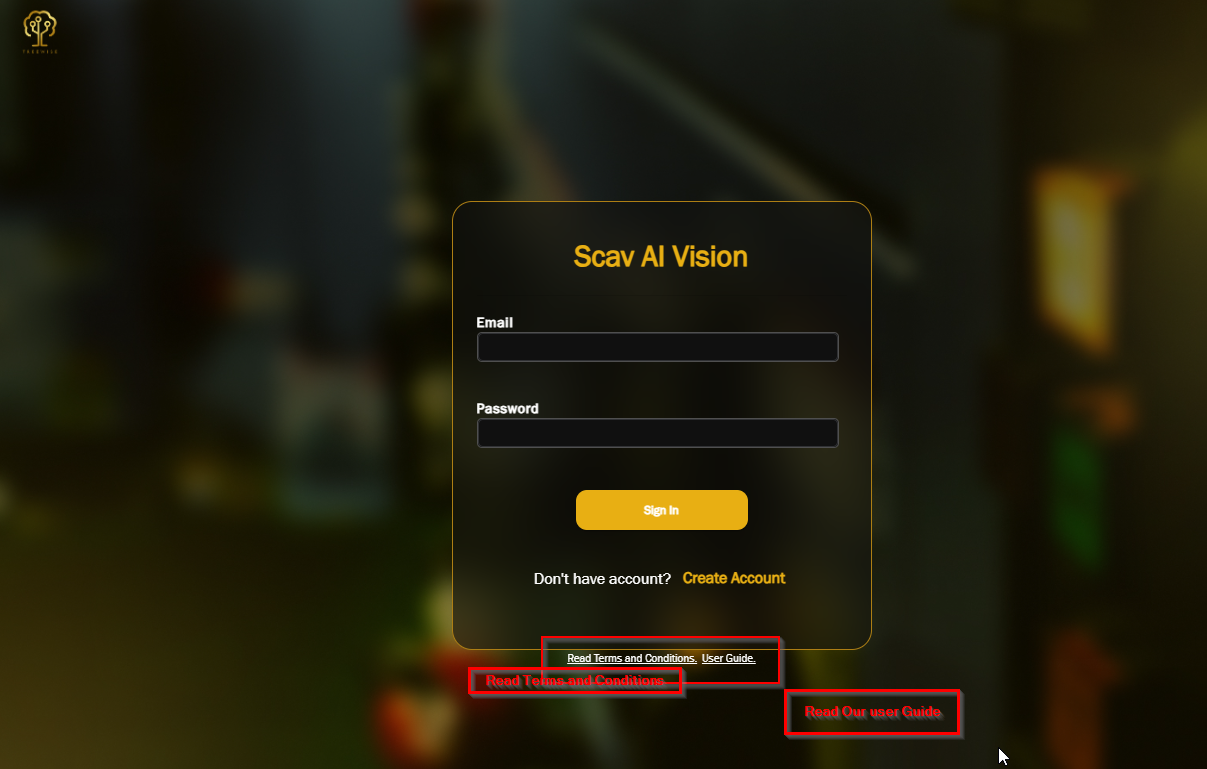 TREEHYLE
Scav AI Vision
Email
Password
Sign In
Don't have account? Create Account
Read Terms and Conditions. User Guide.
Read Terms and Conditions
Read Our user Guide